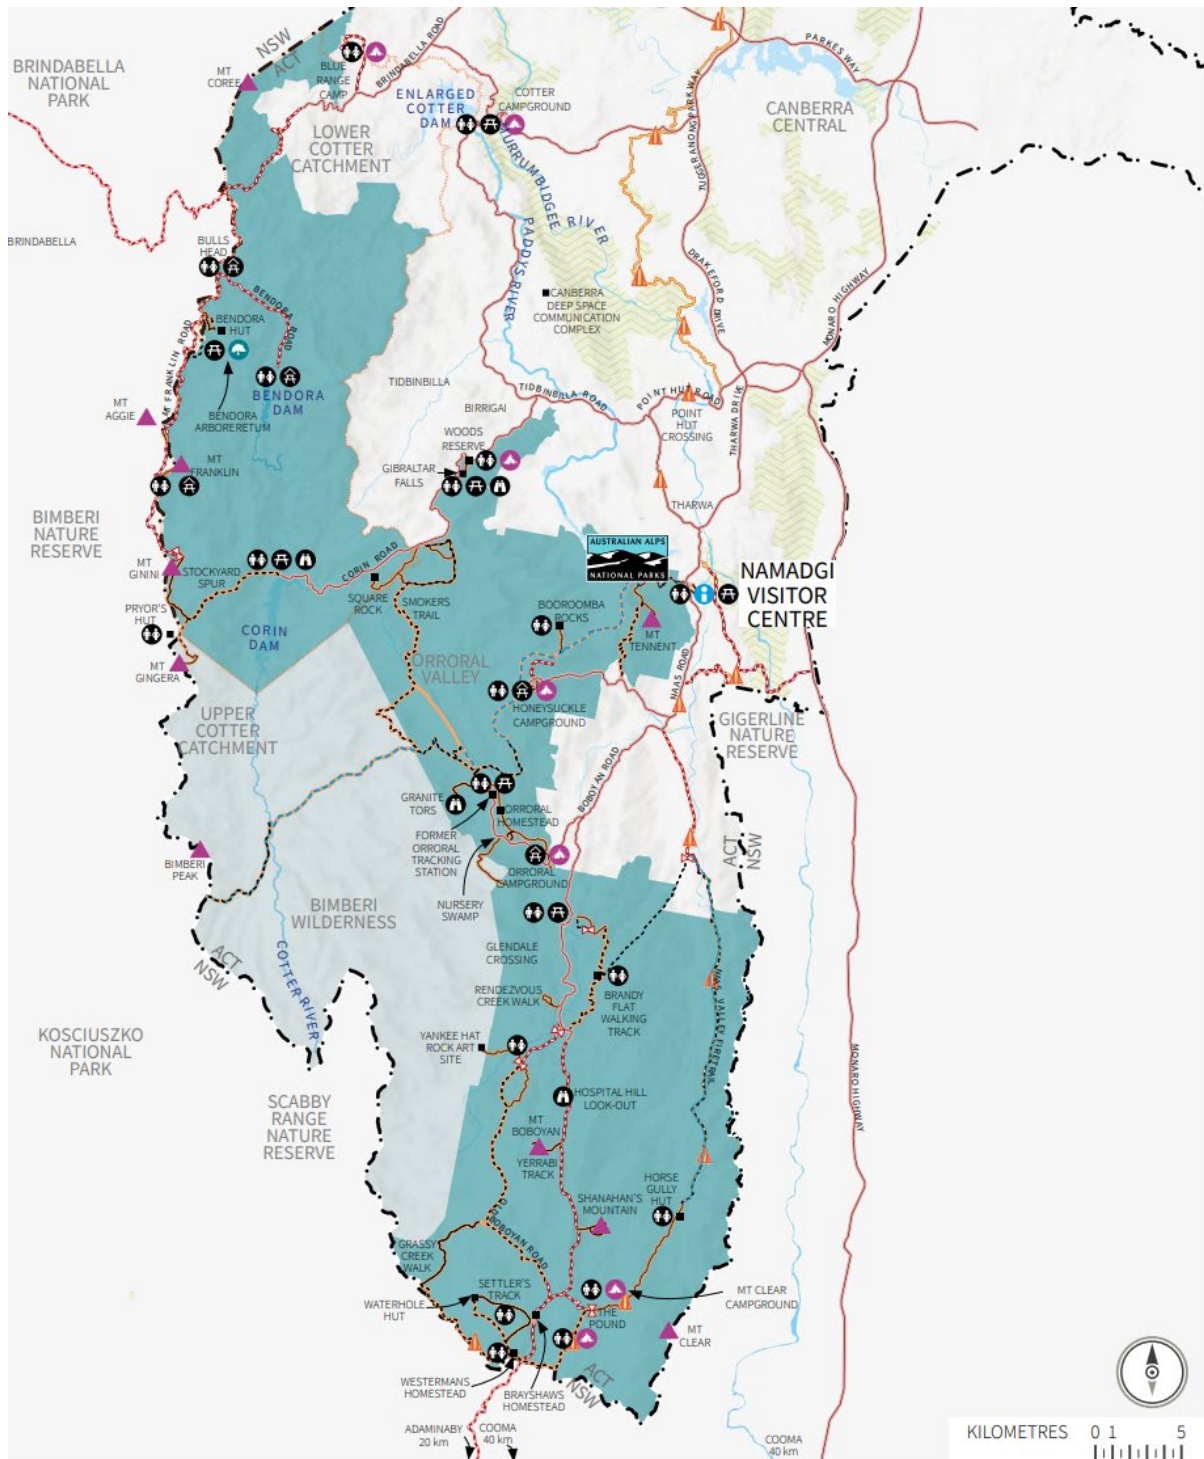 NSW
ACT
PARKES WAY
BRINDABELLA
NATIONAL
PARK
MT
COREE
BLUE
RANGE
CAMP
BRINDABELLA ROAD
ENLARGED
COTTER
DAM
COTTER
CAMPGROUND
CANBERRA
CENTRAL
LOWER
COTTER
CATCHMENT
MURRUMBIDGEE RIVER
TUGGERANONG PARKWAY
PADDYS RIVER
BRINDABELLA
BULLS
HEAD
DRAKEFORD DRIVE
MONARO HIGHWAY
BENDORA ROAD
BENDORA
HUT
CANBERRA
DEEP SPACE
COMMUNICATION
COMPLEX
MT FRANKLIN ROAD
TIDBINBILLA
TIDBINBILLA ROAD
POINT HUT ROAD
BENDORA
DAM
MT
AGGIE
BENDORA
ARBORERETUM
BIRRIGAI
POINT
HUT
CROSSING
THARWA DRIVE
WOODS
RESERVE
MT
FRANKLIN
GIBRALTAR
FALLS
THARWA
BIMBERI
NATURE
RESERVE
AUSTRALIAN ALPS
NATIONAL PARKS
MT
GININI
STOCKYARD
SPUR
CORIN ROAD
SQUARE
ROCK
SMOKERS
TRAIL
BOOROOMBA
ROCKS
NAMADGI
VISITOR
CENTRE
PRYOR'S
HUT
CORIN
DAM
MT
TENNENT
MT
GINGERA
ORRORAL
VALLEY
NAAS ROAD
UPPER
COTTER
CATCHMENT
HONEYSUCKLE
CAMPGROUND
GIGERLINE
NATURE
RESERVE
BOBOYAN ROAD
GRANITE
TORS
ORRORAL
HOMESTEAD
FORMER
ORRORAL
TRACKING
STATION
ACT
NSW
BIMBERI
PEAK
ORRORAL
CAMPGROUND
NURSERY
SWAMP
BIMBERI
WILDERNESS
GLENDALE
CROSSING
ACT
NSW
COTTER RIVER
RENDEZVOUS
CREEK WALK
BRANDY
FLAT
WALKING
TRACK
NAAS VALLEY FIRETRAIL
KOSCIUSZKO
NATIONAL
PARK
YANKEE HAT
ROCK ART
SITE
MONARO HIGHWAY
SCABBY
RANGE
NATURE
RESERVE
HOSPITAL HILL
LOOK-OUT
MT
BOBOYAN
YERRABI
TRACK
HORSE
GULLY
HUT
SHANAHAN'S
MOUNTAIN
OLD BOBOYAN ROAD
GRASSY
CREEK
WALK
SETTLER'S
TRACK
WATERHOLE
HUT
MT CLEAR
CAMPGROUND
THE
POUND
MT
CLEAR
WESTERMANS
HOMESTEAD
BRAYSHAWS
HOMESTEAD
ACT
NSW
ADAMINABY
20 km
COOMA
40 km
COOMA
40 km
KILOMETRES 0 1 5